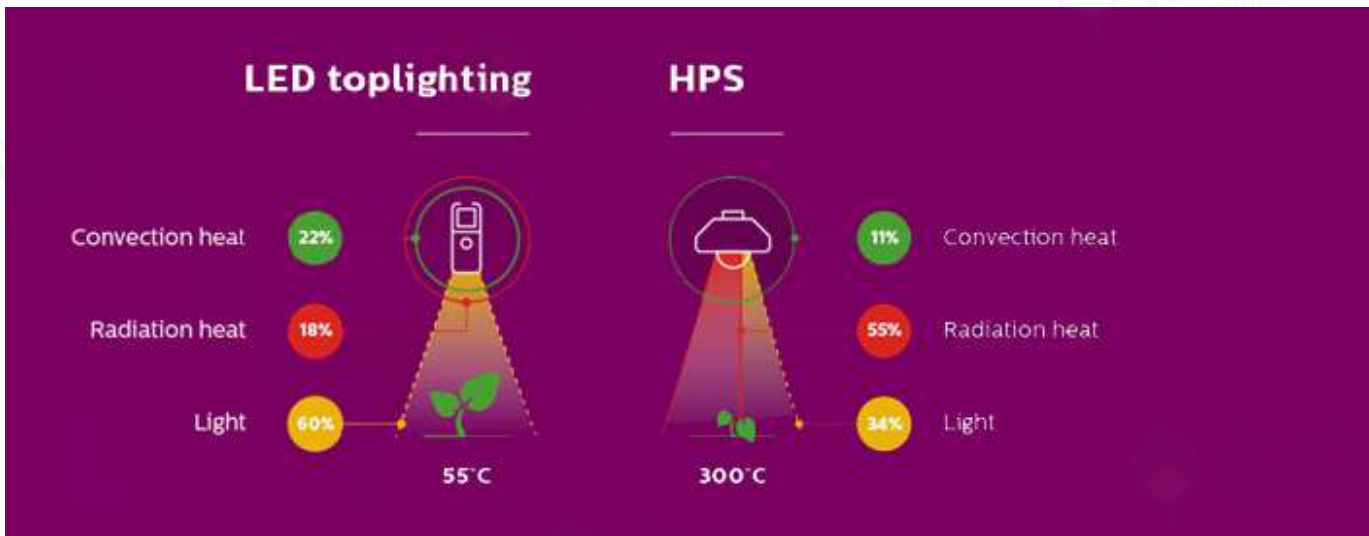 LED toplighting
HPS
Convection heat 22%
11% Convection heat
Radiation heat 18%
55% Radiation heat
Light 60%
34% Light
55°C
300°C